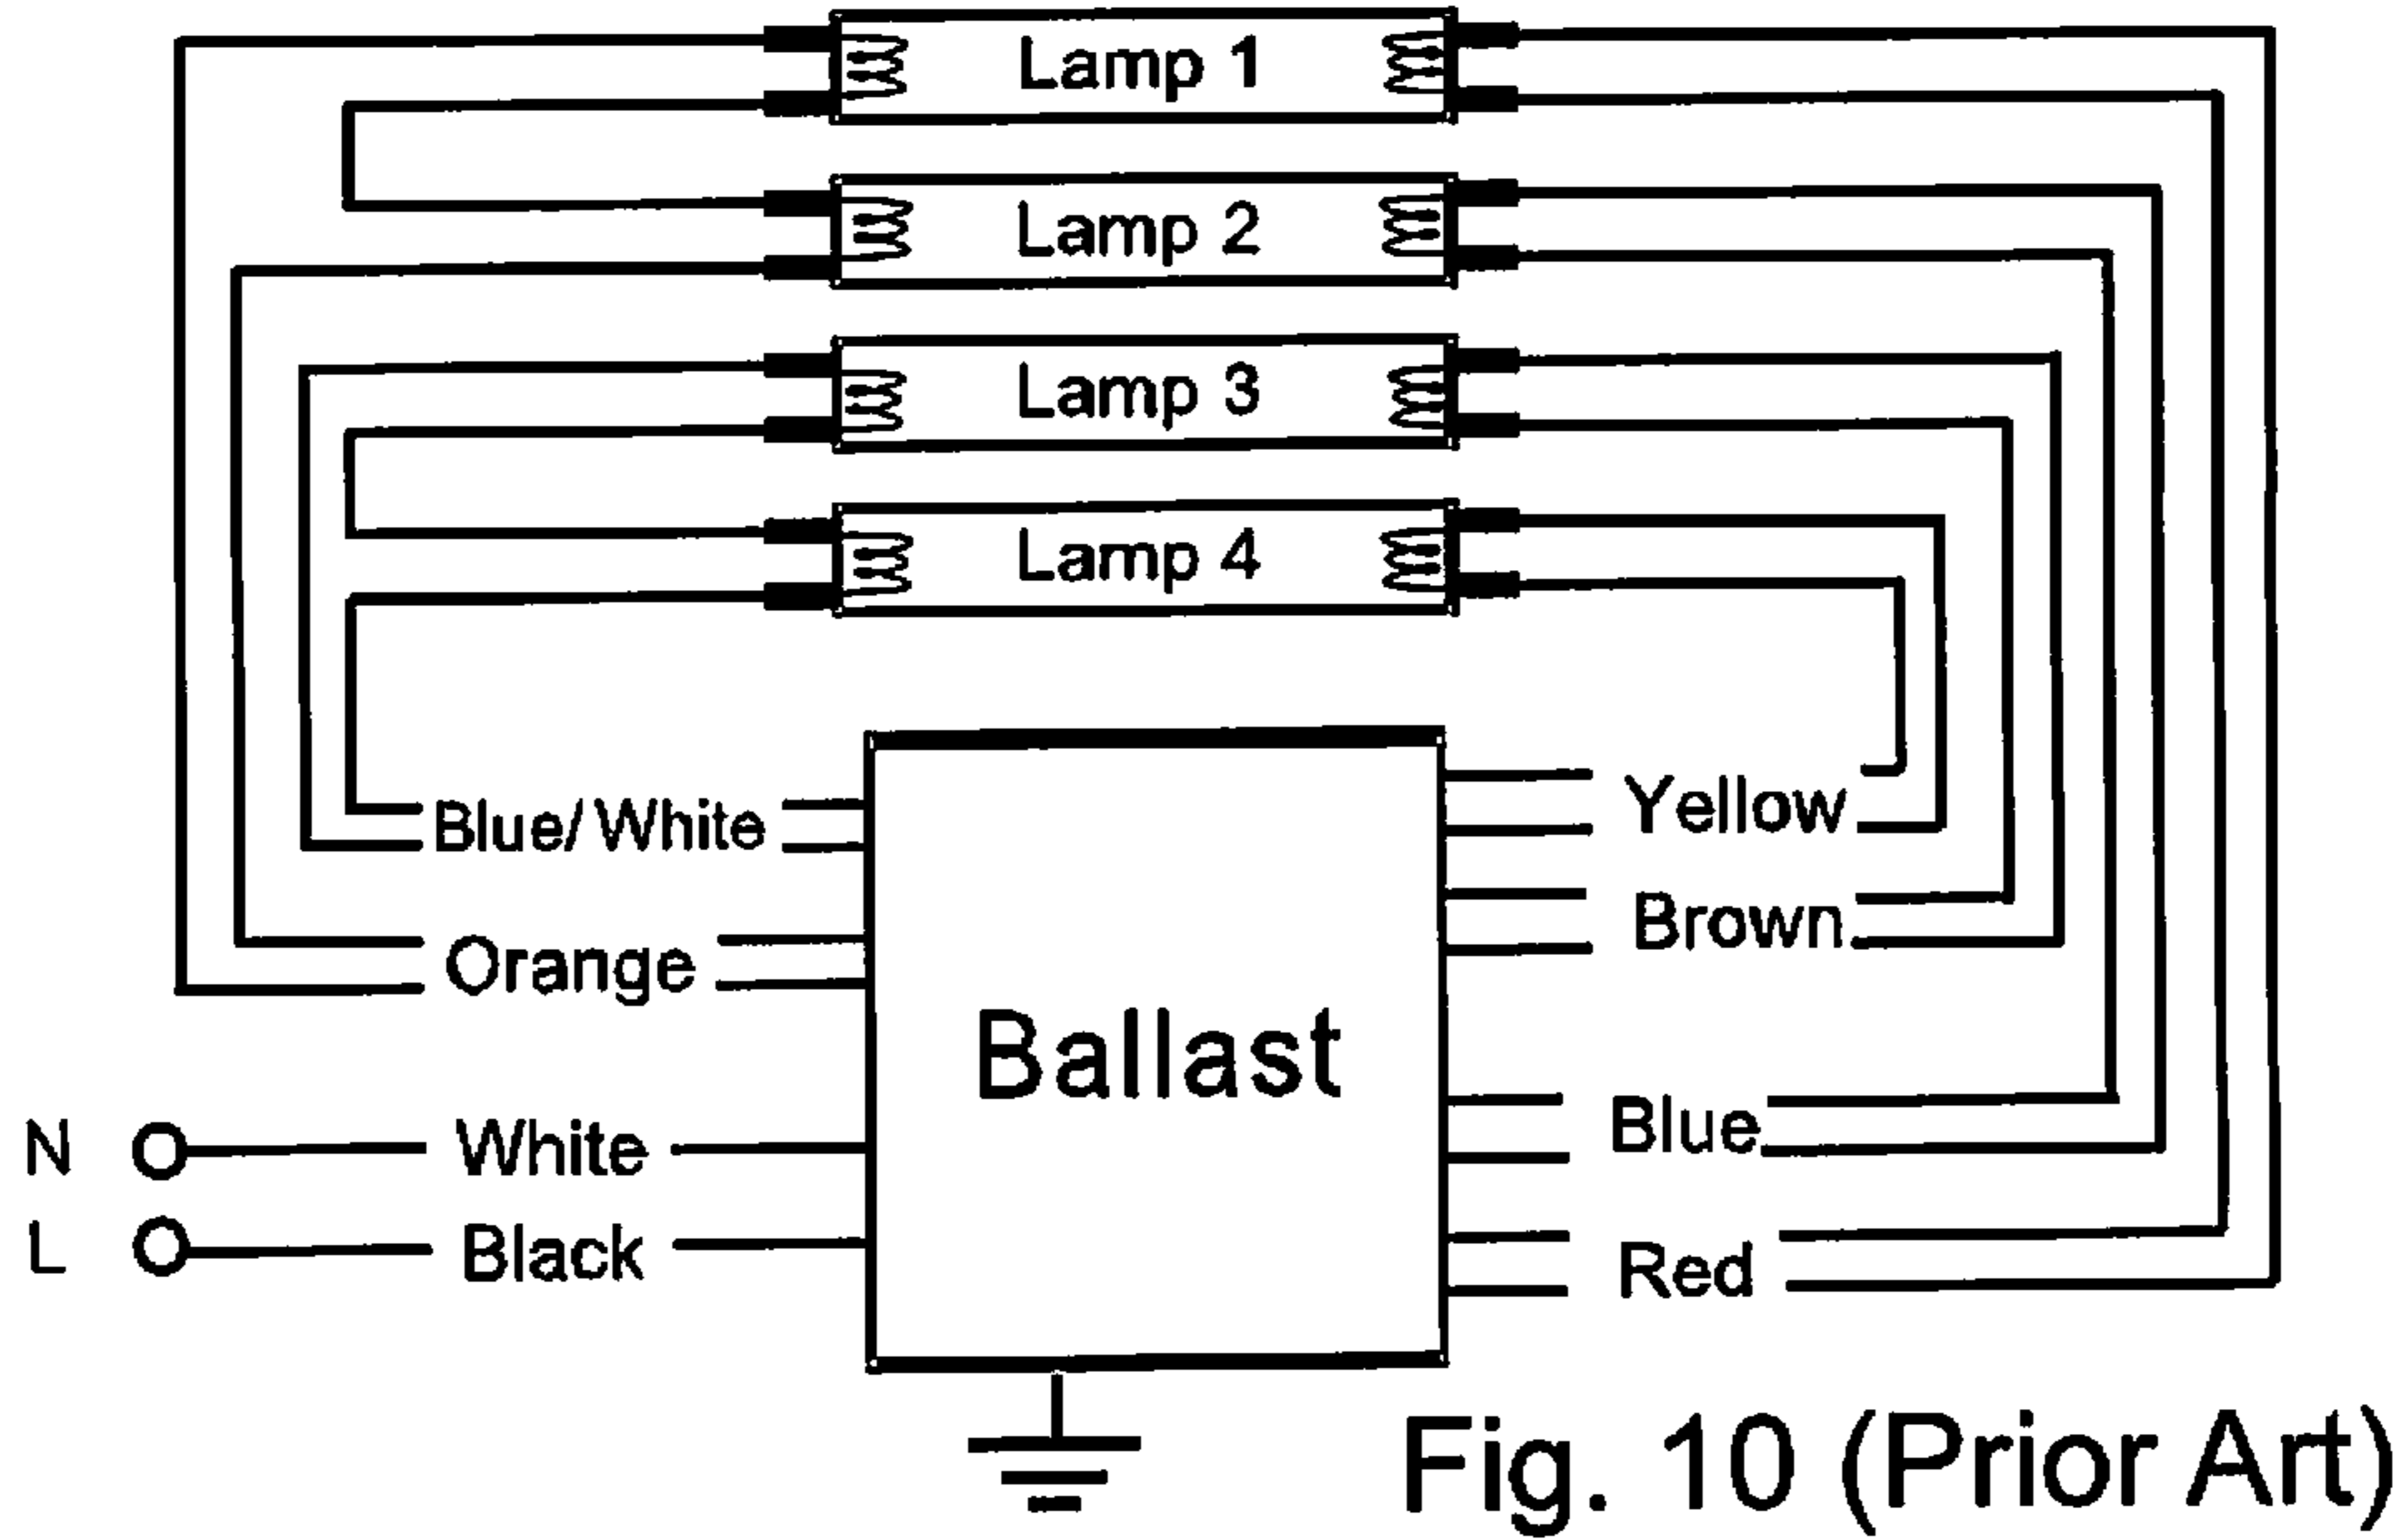 Lamp 1
Lamp 2
Lamp 3
Lamp 4
Blue/White
Yellow
Brown
Orange
Ballast
N
White
Blue
L
Black
Red
Fig. 10 (Prior Art)